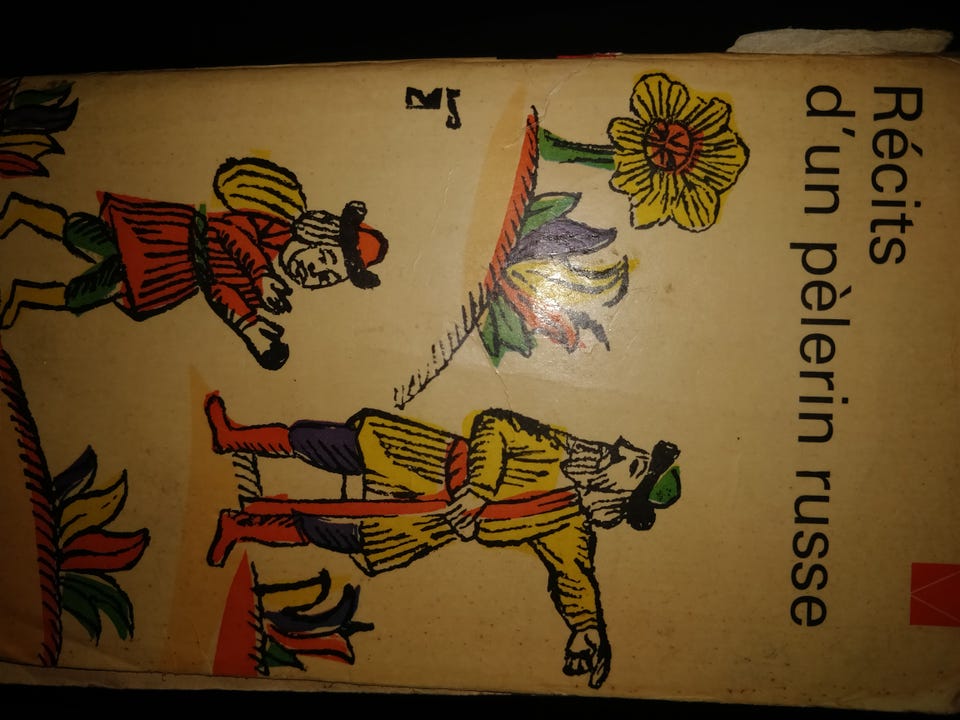 Récits
d'un pèlerin russe